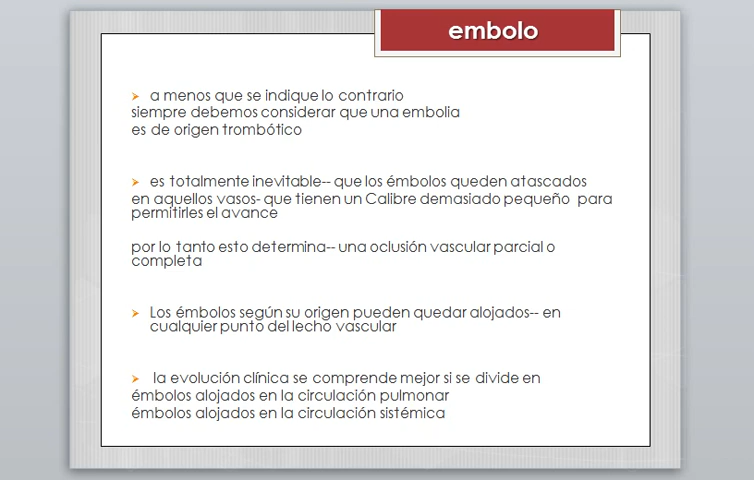 embolo
➢ a menos que se indique lo contrario
siempre debemos considerar que una embolia
es de origen trombótico
➢ es totalmente inevitable-- que los émbolos queden atascados
en aquellos vasos- que tienen un Calibre demasiado pequeño para
permitirles el avance
por lo tanto esto determina-- una oclusión vascular parcial o
completa
➢ Los émbolos según su origen pueden quedar alojados-- en
cualquier punto del lecho vascular
➢ la evolución clínica se comprende mejor si se divide en
émbolos alojados en la circulación pulmonar
émbolos alojados en la circulación sistémica